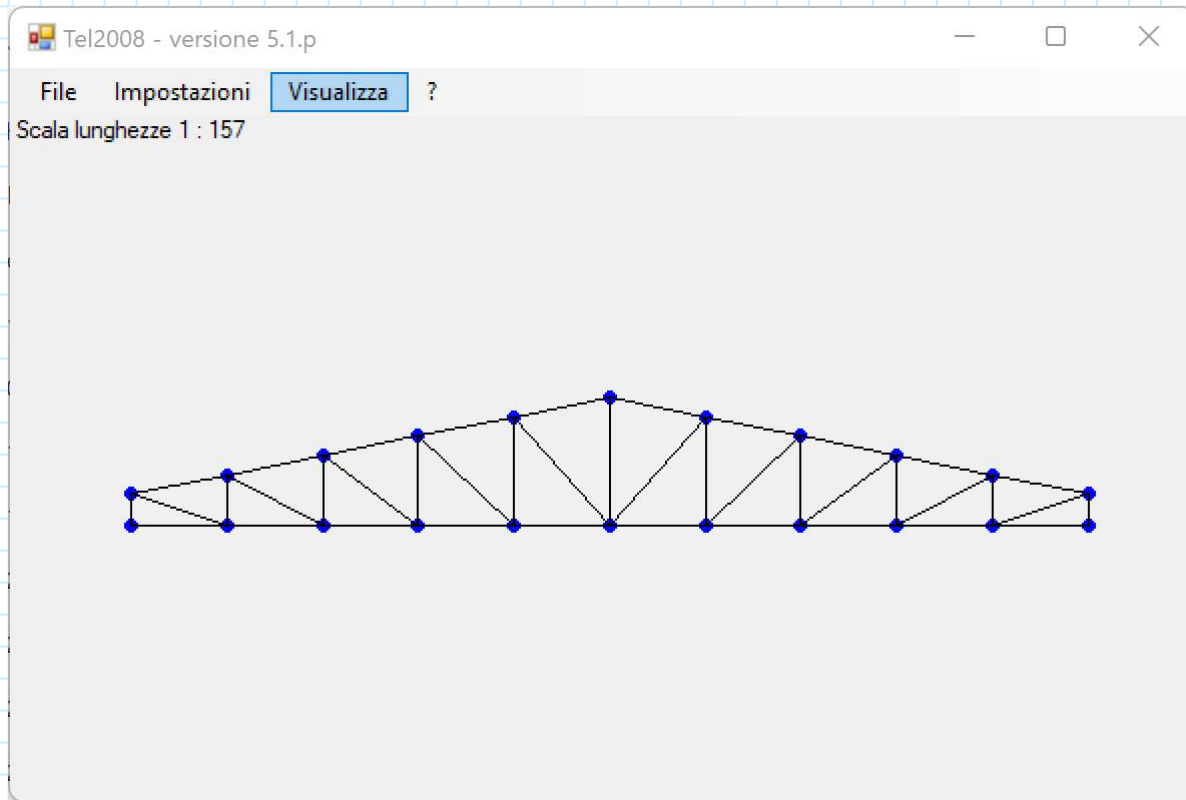 Tel2008 - versione 5.1.p
File Impostazioni Visualizza ?
Scala lunghezze 1 : 157